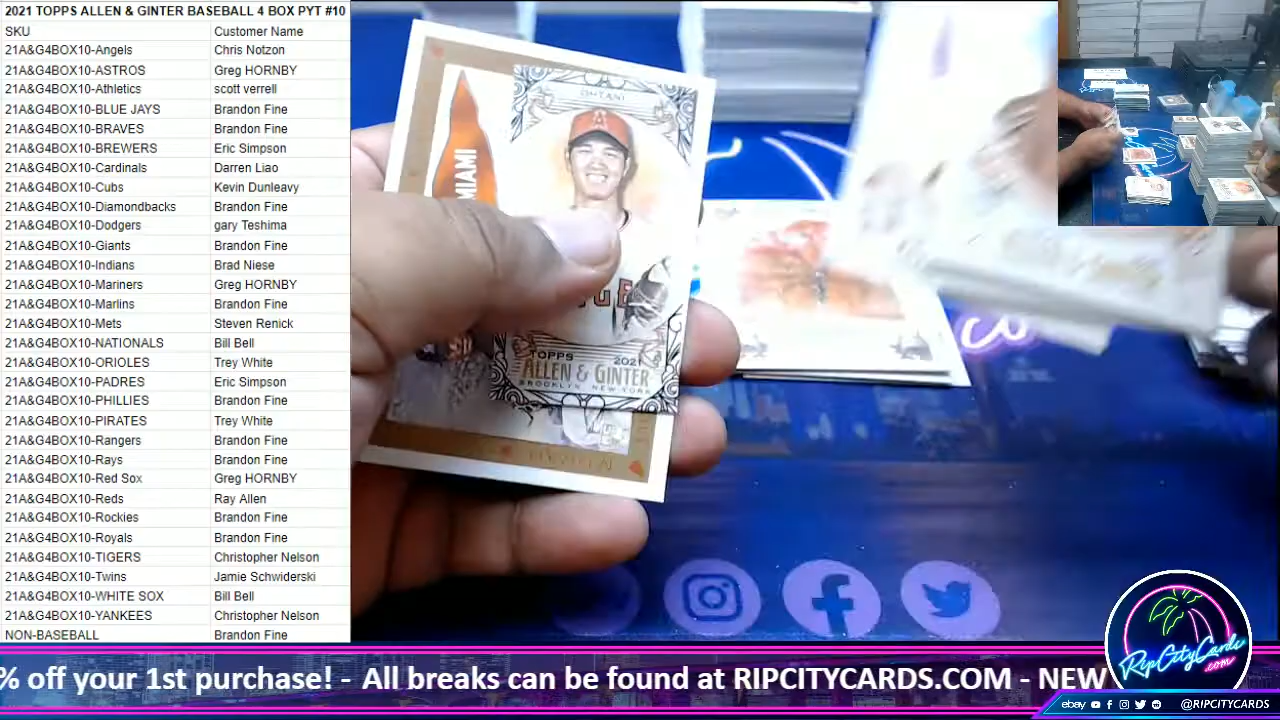 2021 TOPPS ALLEN & GINTER BASEBALL 4 BOX PYT #10
SKU Customer Name
21A&G4BOX10-Angels Chris Notzon
21A&G4BOX10-ASTROS Greg HORNBY
21A&G4BOX10-Athletics scott verrell
21A&G4BOX10-BLUE JAYS Brandon Fine
21A&G4BOX10-BRAVES Brandon Fine
21A&G4BOX10-BREWERS Eric Simpson
21A&G4BOX10-Cardinals Darren Liao
21A&G4BOX10-Cubs Kevin Dunleavy
21A&G4BOX10-Diamondbacks Brandon Fine
21A&G4BOX10-Dodgers gary Teshima
21A&G4BOX10-Giants Brandon Fine
21A&G4BOX10-Indians Brad Niese
21A&G4BOX10-Mariners Greg HORNBY
21A&G4BOX10-Marlins Brandon Fine
21A&G4BOX10-Mets Steven Renick
21A&G4BOX10-NATIONALS Bill Bell
21A&G4BOX10-ORIOLES Trey White
21A&G4BOX10-PADRES Eric Simpson
21A&G4BOX10-PHILLIES Brandon Fine
21A&G4BOX10-PIRATES Trey White
21A&G4BOX10-Rangers Brandon Fine
21A&G4BOX10-Rays Brandon Fine
21A&G4BOX10-Red Sox Greg HORNBY
21A&G4BOX10-Reds Ray Allen
21A&G4BOX10-Rockies Brandon Fine
21A&G4BOX10-Royals Brandon Fine
21A&G4BOX10-TIGERS Christopher Nelson
21A&G4BOX10-Twins Jamie Schwiderski
21A&G4BOX10-WHITE SOX Bill Bell
21A&G4BOX10-YANKEES Christopher Nelson
NON-BASEBALL Brandon Fine
OHTANI
MIAMI
TOPPS 2021
ALLEN & GINTER
BROOKLYN NEW YORK
% off your 1st purchase! - All breaks can be found at RIPCITYCARDS.COM - NEW
RipCityCards
.com
ebay @RIPCITYCARDS